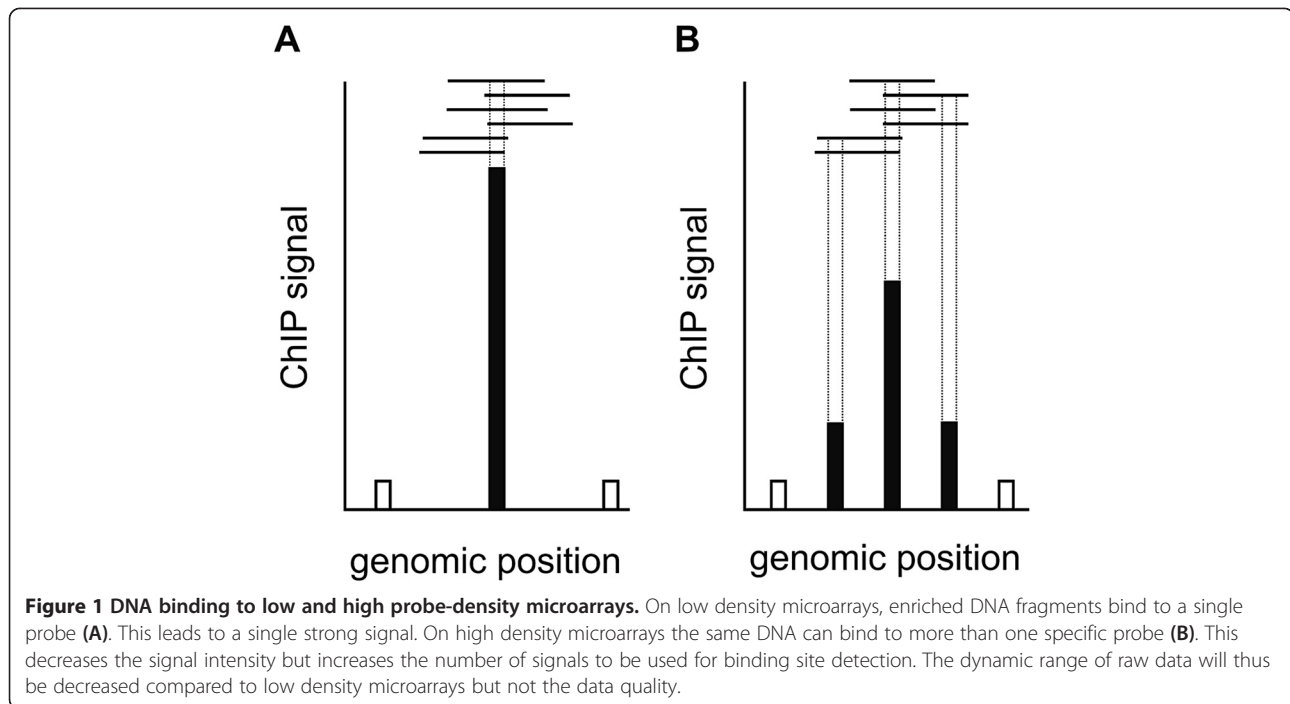 A
B
ChIP signal
ChIP signal
genomic position
genomic position
Figure 1 DNA binding to low and high probe-density microarrays. On low density microarrays, enriched DNA fragments bind to a single
probe (A). This leads to a single strong signal. On high density microarrays the same DNA can bind to more than one specific probe (B). This
decreases the signal intensity but increases the number of signals to be used for binding site detection. The dynamic range of raw data will thus
be decreased compared to low density microarrays but not the data quality.